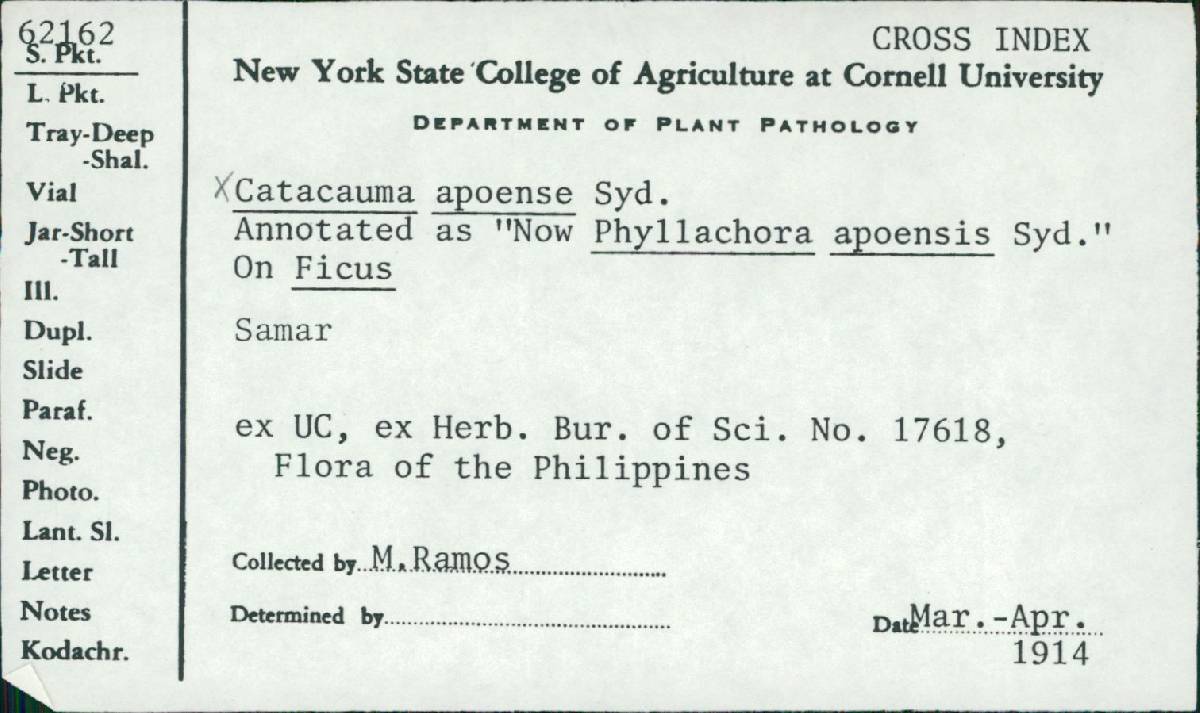 62162
S. Pkt.
L. Pkt.
Tray-Deep
-Shal.
Vial
Jar-Short
-Tall
Ill.
Dupl.
Slide
Paraf.
Neg.
Photo.
Lant. Sl.
Letter
Notes
Kodachr.
CROSS INDEX
New York State College of Agriculture at Cornell University
DEPARTMENT OF PLANT PATHOLOGY
XCatacauma apoense Syd.
Annotated as "Now Phyllachora apoensis Syd."
On Ficus
Samar
ex UC, ex Herb. Bur. of Sci. No. 17618,
Flora of the Philippines
Collected by M.Ramos
Determined by
Date Mar.-Apr.
1914